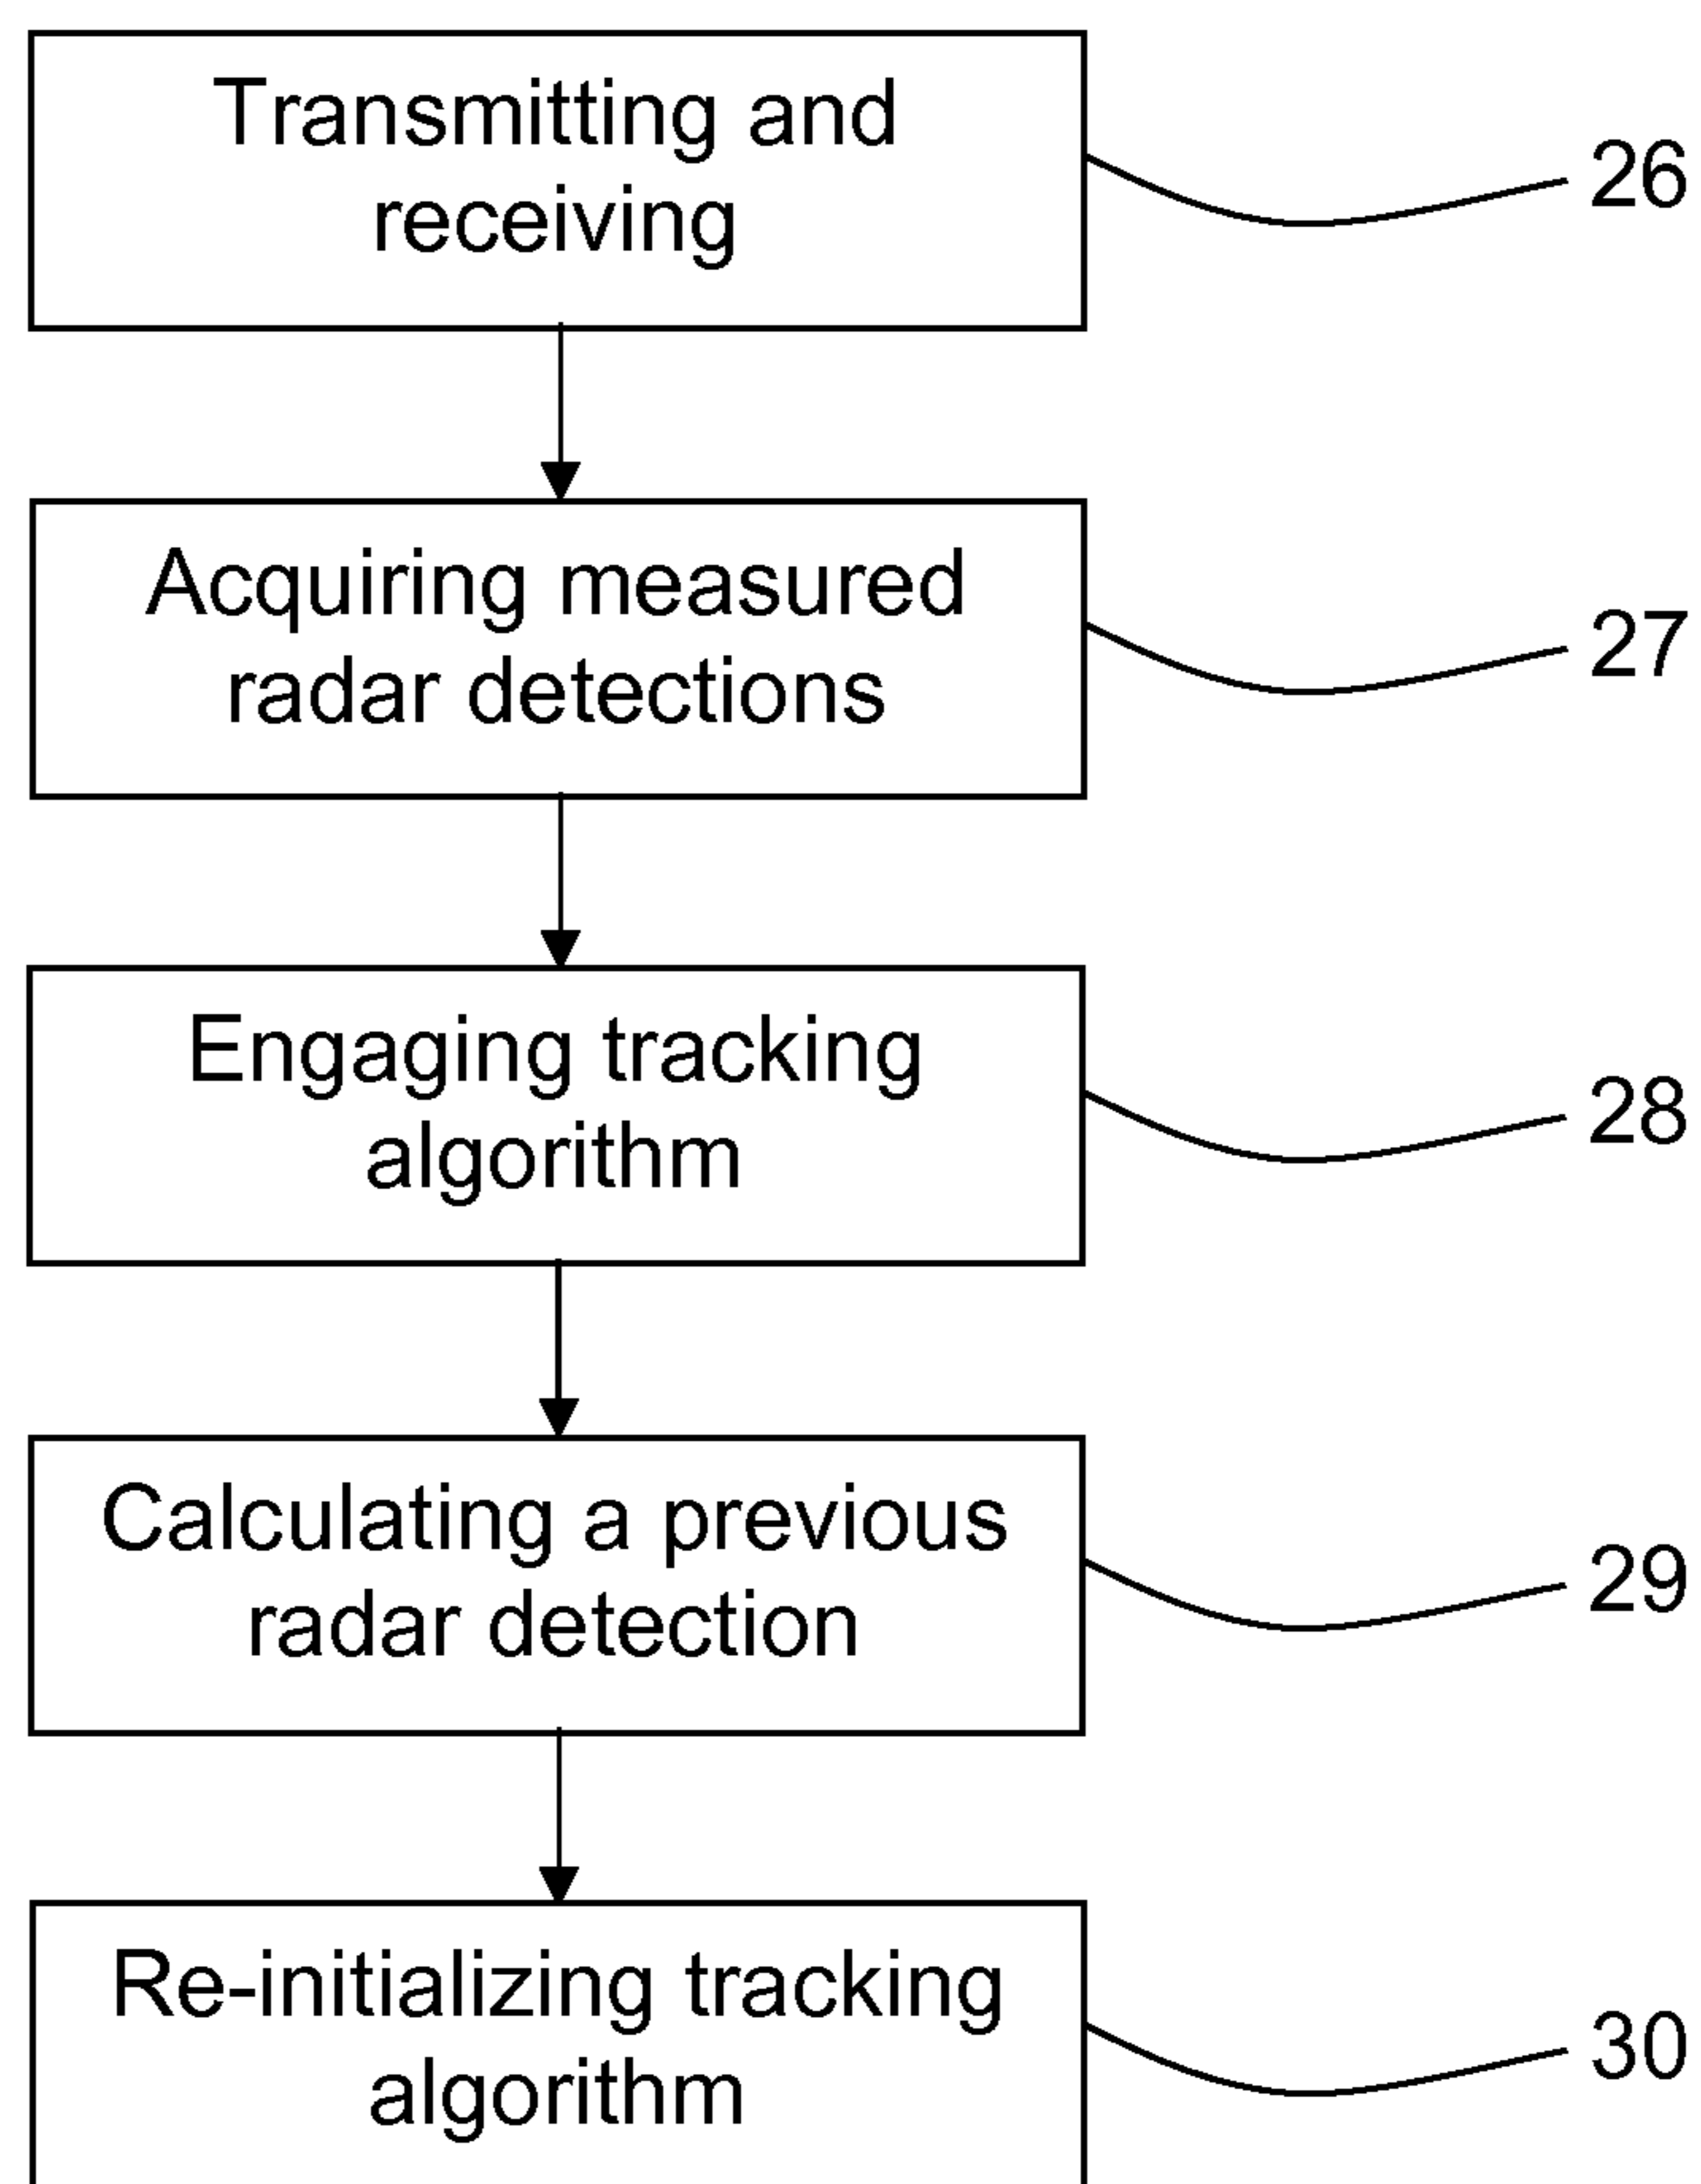 Transmitting and
receiving
26
Acquiring measured
radar detections
27
Engaging tracking
algorithm
28
Calculating a previous
radar detection
29
Re-initializing tracking
algorithm
30